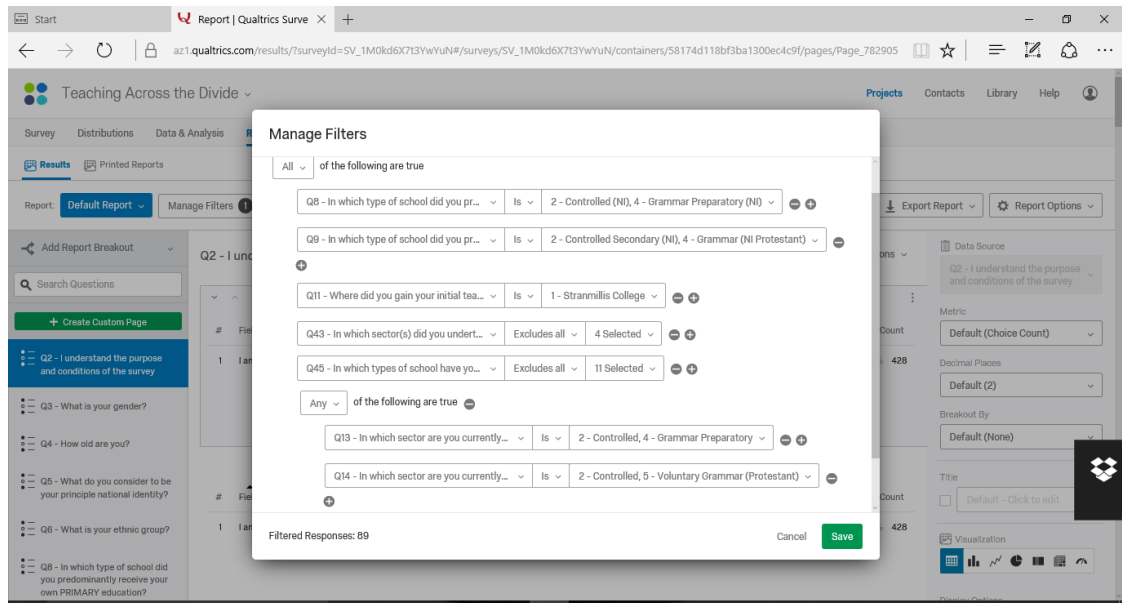 Start
Report | Qualtrics Surve
az1.qualtrics.com/results/?surveyId=SV_1M0kd6X7t3YwYuN#/surveys/SV_1M0kd6X7t3YwYuN/containers/58174d118bf3ba1300ec4c9f/pages/Page_782905
Teaching Across the Divide
Projects Contacts Library Help
Survey Distributions Data & Analysis R
Results Printed Reports
Report: Default Report Manage Filters 1 Export Report Report Options
Add Report Breakout
Search Questions
+ Create Custom Page
Q2 - I understand the purpose
and conditions of the survey
Q3 - What is your gender?
Q4 - How old are you?
Q5 - What do you consider to be
your principle national identity?
Q6 - What is your ethnic group?
Q8 - In which type of school did
you predominantly receive your
own PRIMARY education?
Q2 - I und
ons
# Fie Count
1 I am 428
# Fie Count
1 I am 428
Manage Filters
All of the following are true
Q8 - In which type of school did you pr... Is 2 - Controlled (NI), 4 - Grammar Preparatory (NI)
Q9 - In which type of school did you pr... Is 2 - Controlled Secondary (NI), 4 - Grammar (NI Protestant)
Q11 - Where did you gain your initial tea... Is 1 - Stranmillis College
Q43 - In which sector(s) did you undert... Excludes all 4 Selected
Q45 - In which types of school have yo... Excludes all 11 Selected
Any of the following are true
Q13 - In which sector are you currently... Is 2 - Controlled, 4 - Grammar Preparatory
Q14 - In which sector are you currently... Is 2 - Controlled, 5 - Voluntary Grammar (Protestant)
Filtered Responses: 89 Cancel Save
Data Source
Q2 - I understand the purpose
and conditions of the survey
Metric
Default (Choice Count)
Decimal Places
Default (2)
Breakout By
Default (None)
Title
Default - Click to edit
Visualization
Display Options